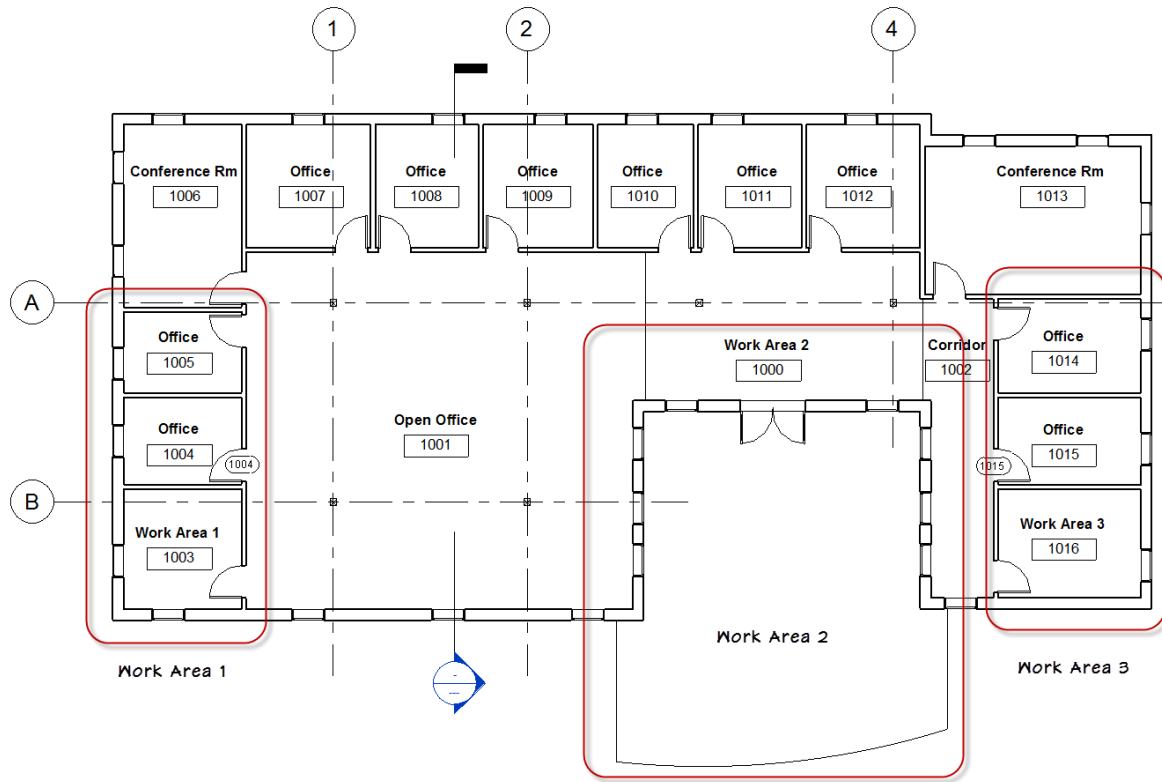 1
2
4
Conference Rm
1006
Office
1007
Office
1008
Office
1009
Office
1010
Office
1011
Office
1012
Conference Rm
1013
A
Office
1005
Work Area 2
1000
Corridor
1002
Office
1014
Open Office
1001
Office
1004
1004
1015
Office
1015
B
Work Area 1
1003
Work Area 3
1016
Work Area 2
Work Area 1
Work Area 3